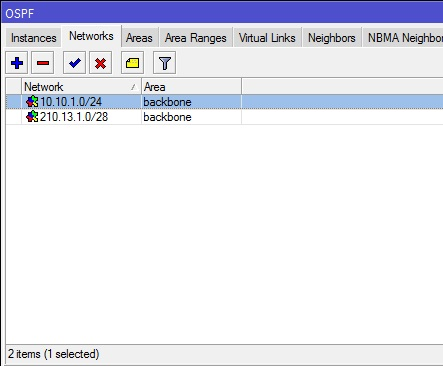 OSPF
Instances Networks Areas Area Ranges Virtual Links Neighbors NBMA Neighbor
Network Area
10.10.1.0/24 backbone
210.13.1.0/28 backbone
2 items (1 selected)